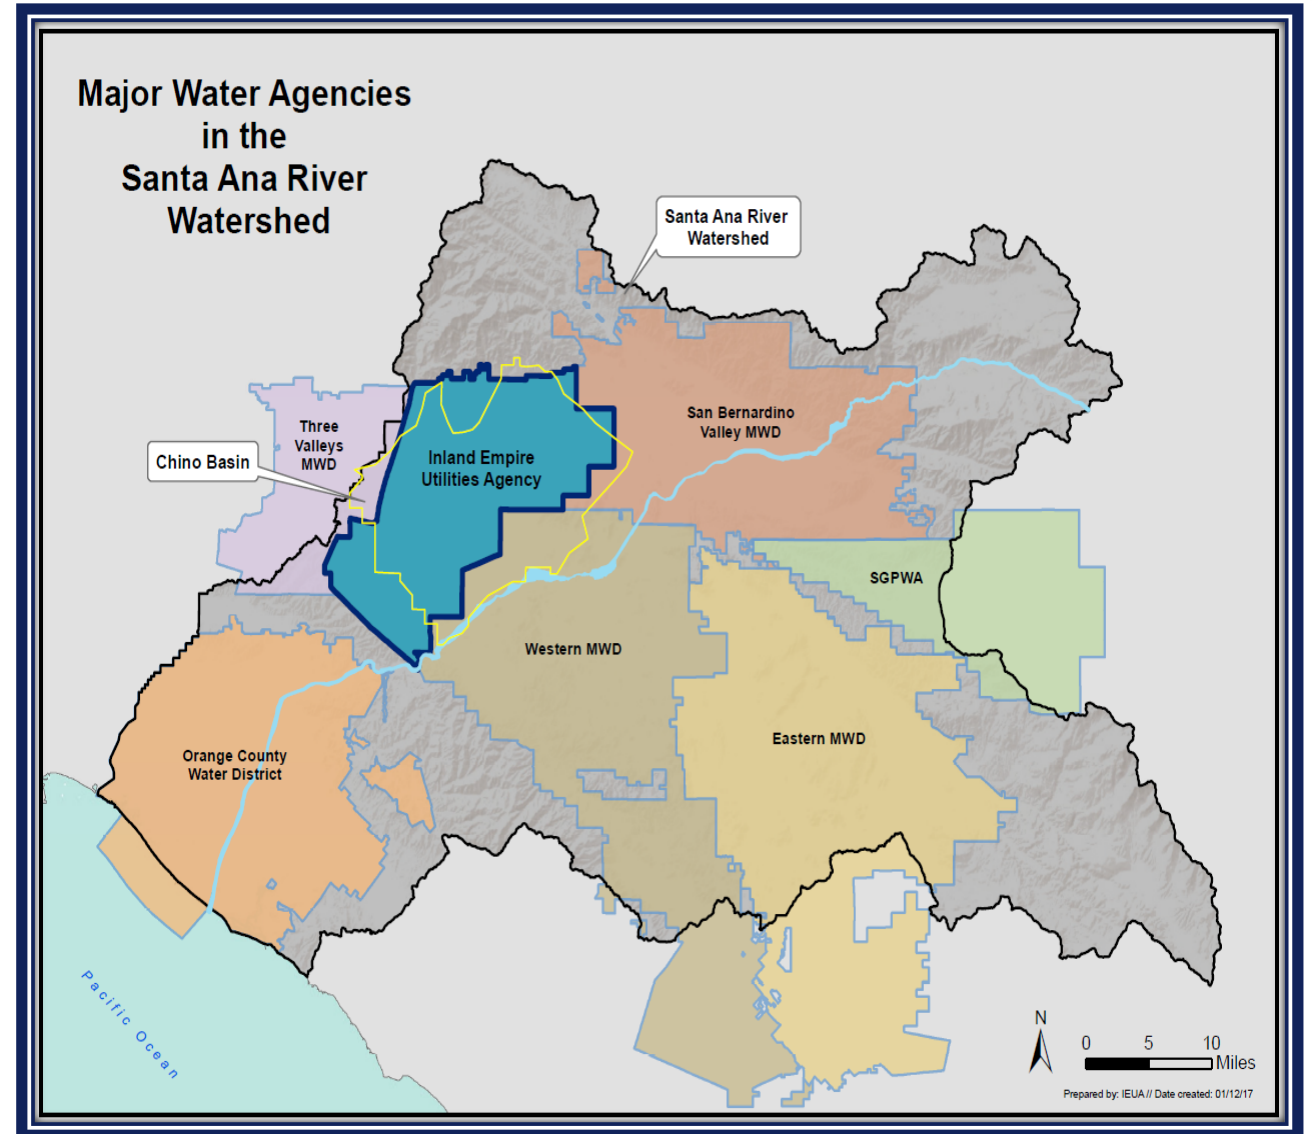 Major Water Agencies
in the
Santa Ana River
Watershed
Santa Ana River
Watershed
Three
Valleys
MWD
Chino Basin
Inland Empire
Utilities Agency
San Bernardino
Valley MWD
SGPWA
Western MWD
Eastern MWD
Orange County
Water District
Pacific Ocean
N
0 5 10
Miles
Prepared by: IEUA // Date created: 01/12/17